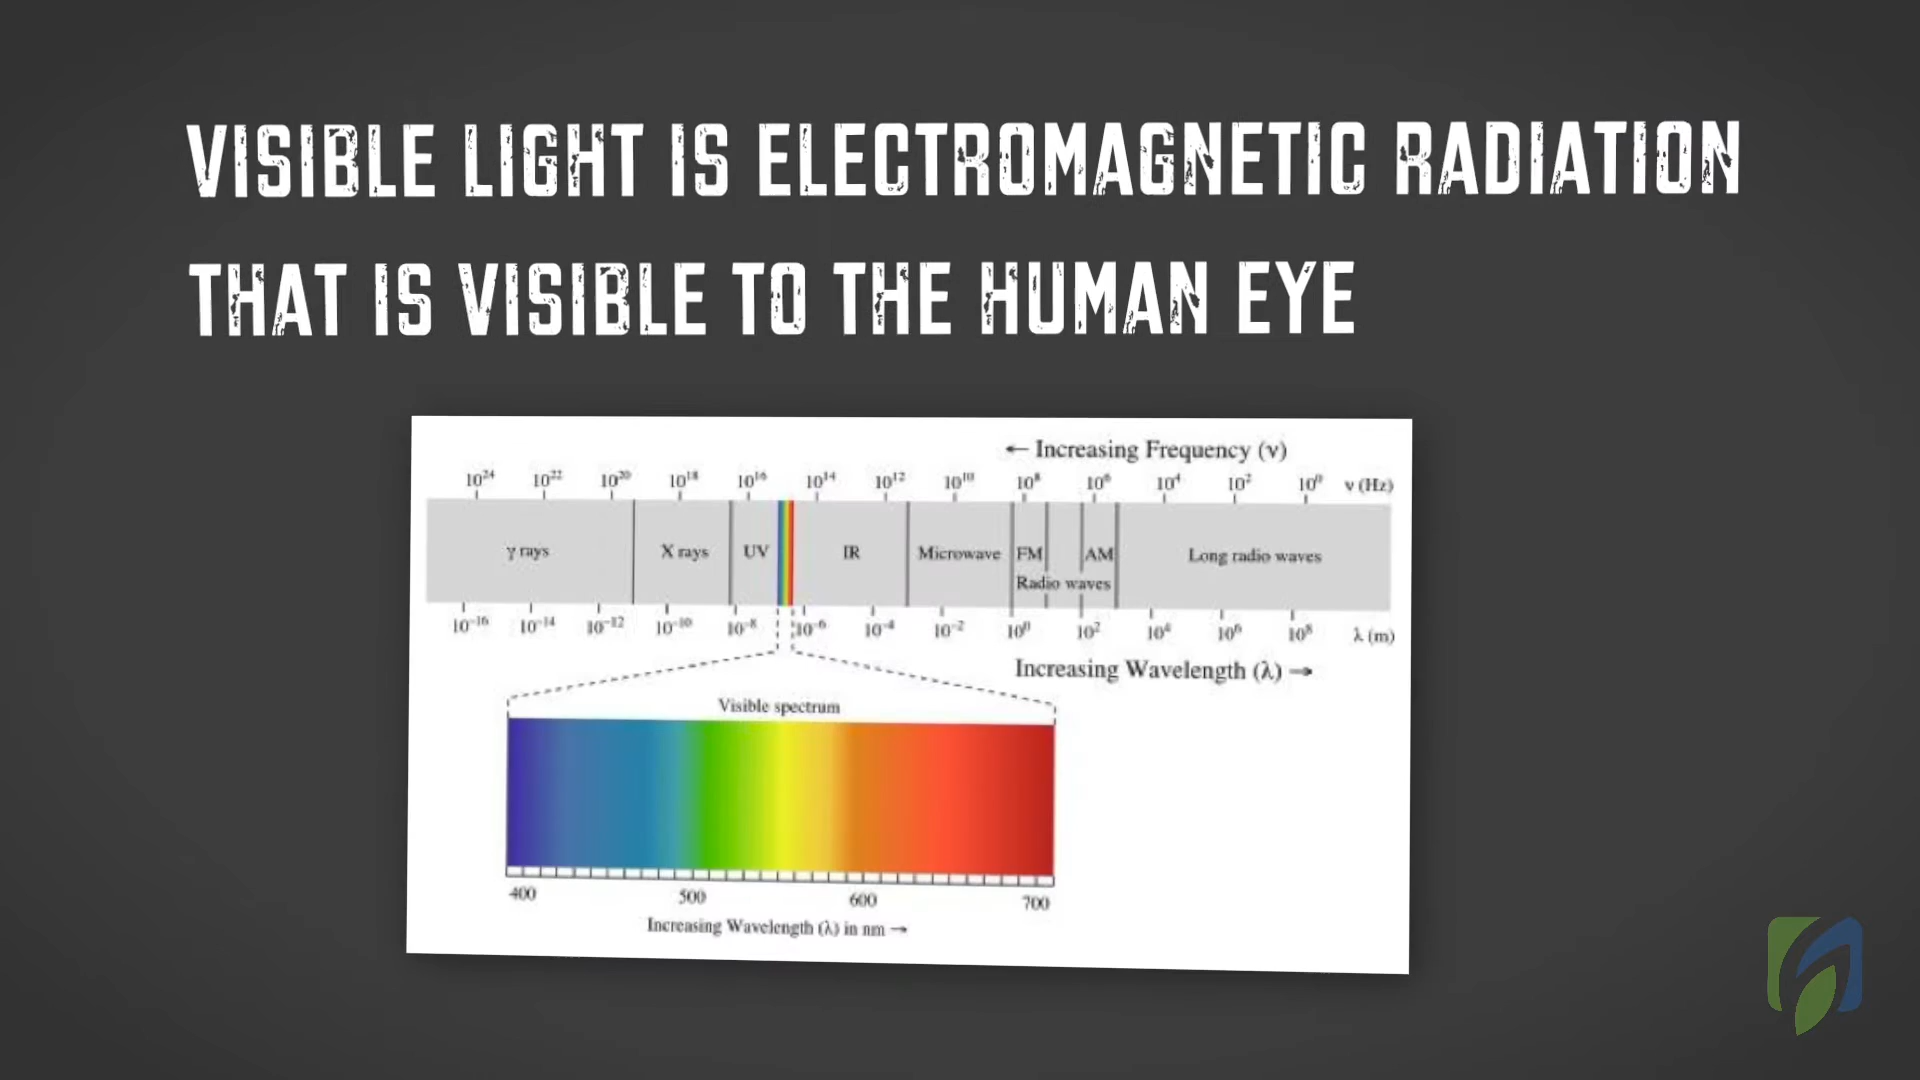 VISIBLE LIGHT IS ELECTROMAGNETIC RADIATION
THAT IS VISIBLE TO THE HUMAN EYE
← Increasing Frequency (ν)
10²⁴ 10²² 10²⁰ 10¹⁸ 10¹⁶ 10¹⁴ 10¹² 10¹⁰ 10⁸ 10⁶ 10⁴ 10² 10⁰ ν (Hz)
γ rays X rays UV IR Microwave FM AM Long radio waves
Radio waves
10⁻¹⁶ 10⁻¹⁴ 10⁻¹² 10⁻¹⁰ 10⁻⁸ 10⁻⁶ 10⁻⁴ 10⁻² 10⁰ 10² 10⁴ 10⁶ 10⁸ λ (m)
Increasing Wavelength (λ) →
Visible spectrum
400 500 600 700
Increasing Wavelength (λ) in nm →